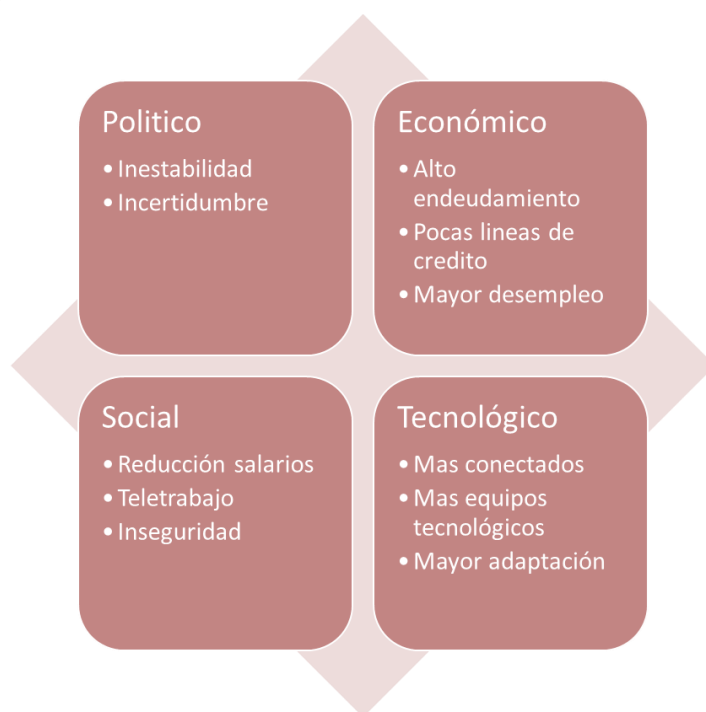 Politico
• Inestabilidad
• Incertidumbre
Económico
• Alto
endeudamiento
• Pocas lineas de
credito
• Mayor desempleo
Social
• Reducción salarios
• Teletrabajo
• Inseguridad
Tecnológico
• Mas conectados
• Mas equipos
tecnológicos
• Mayor adaptación